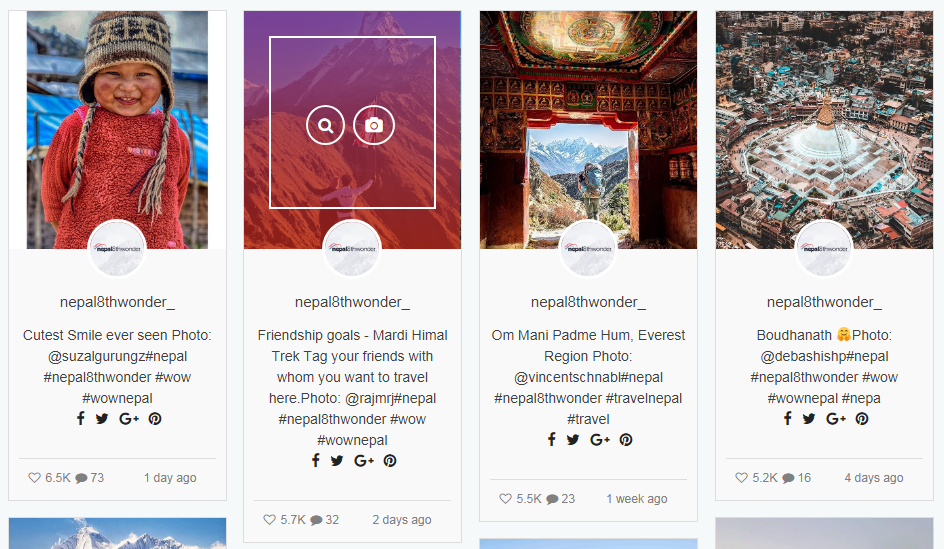 nepal8thwonder
nepal8thwonder_
Cutest Smile ever seen Photo:
@suzalgurungz#nepal
#nepal8thwonder #wow
#wownepal
6.5K 73 1 day ago
nepal8thwonder
nepal8thwonder_
Friendship goals - Mardi Himal
Trek Tag your friends with
whom you want to travel
here.Photo: @rajmrj#nepal
#nepal8thwonder #wow
#wownepal
5.7K 32 2 days ago
nepal8thwonder
nepal8thwonder_
Om Mani Padme Hum, Everest
Region Photo:
@vincentschnabl#nepal
#nepal8thwonder #travelnepal
#travel
5.5K 23 1 week ago
nepal8thwonder
nepal8thwonder_
Boudhanath 🤗Photo:
@debashishp#nepal
#nepal8thwonder #wow
#wownepal #nepa
5.2K 16 4 days ago